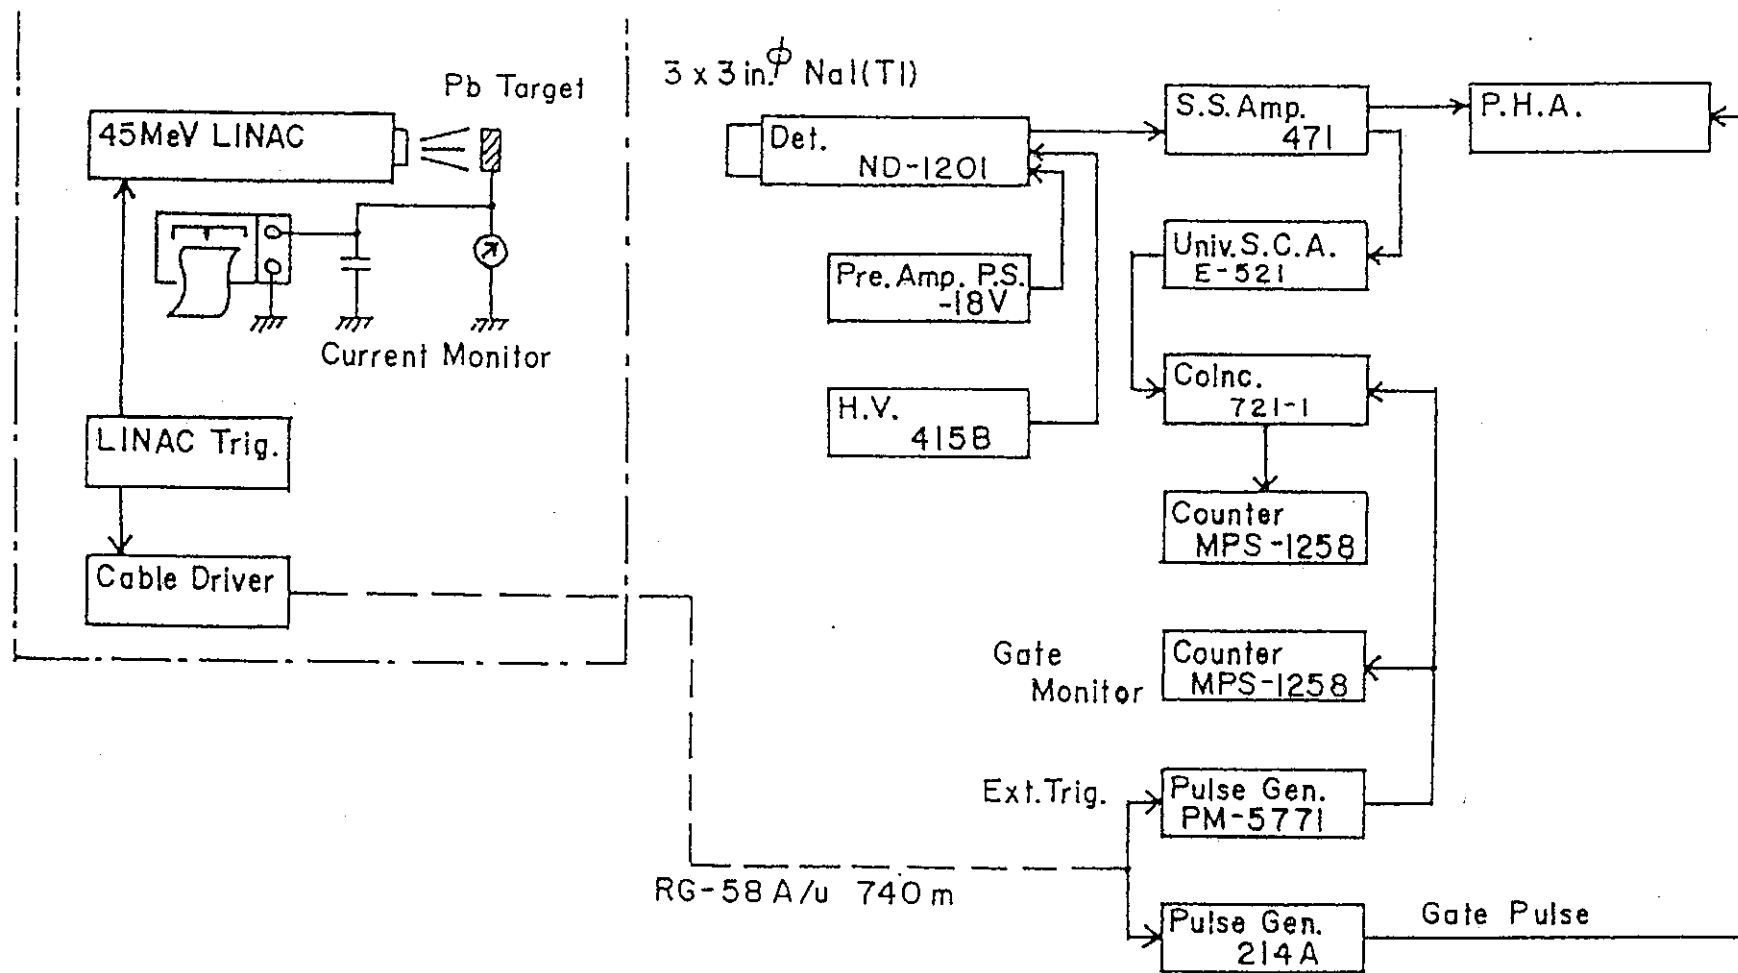 Pb Target
45MeV LINAC
Current Monitor
LINAC Trig.
Cable Driver
3 x 3 in.ϕ NaI(Tl)
Det.
ND-1201
Pre. Amp. P.S.
-18V
H.V.
415B
S.S. Amp.
471
P.H.A.
Univ. S.C.A.
E-521
CoInc.
721-1
Counter
MPS-1258
Gate
Monitor
Counter
MPS-1258
Ext. Trig.
Pulse Gen.
PM-5771
RG-58 A/u 740 m
Pulse Gen.
214A
Gate Pulse